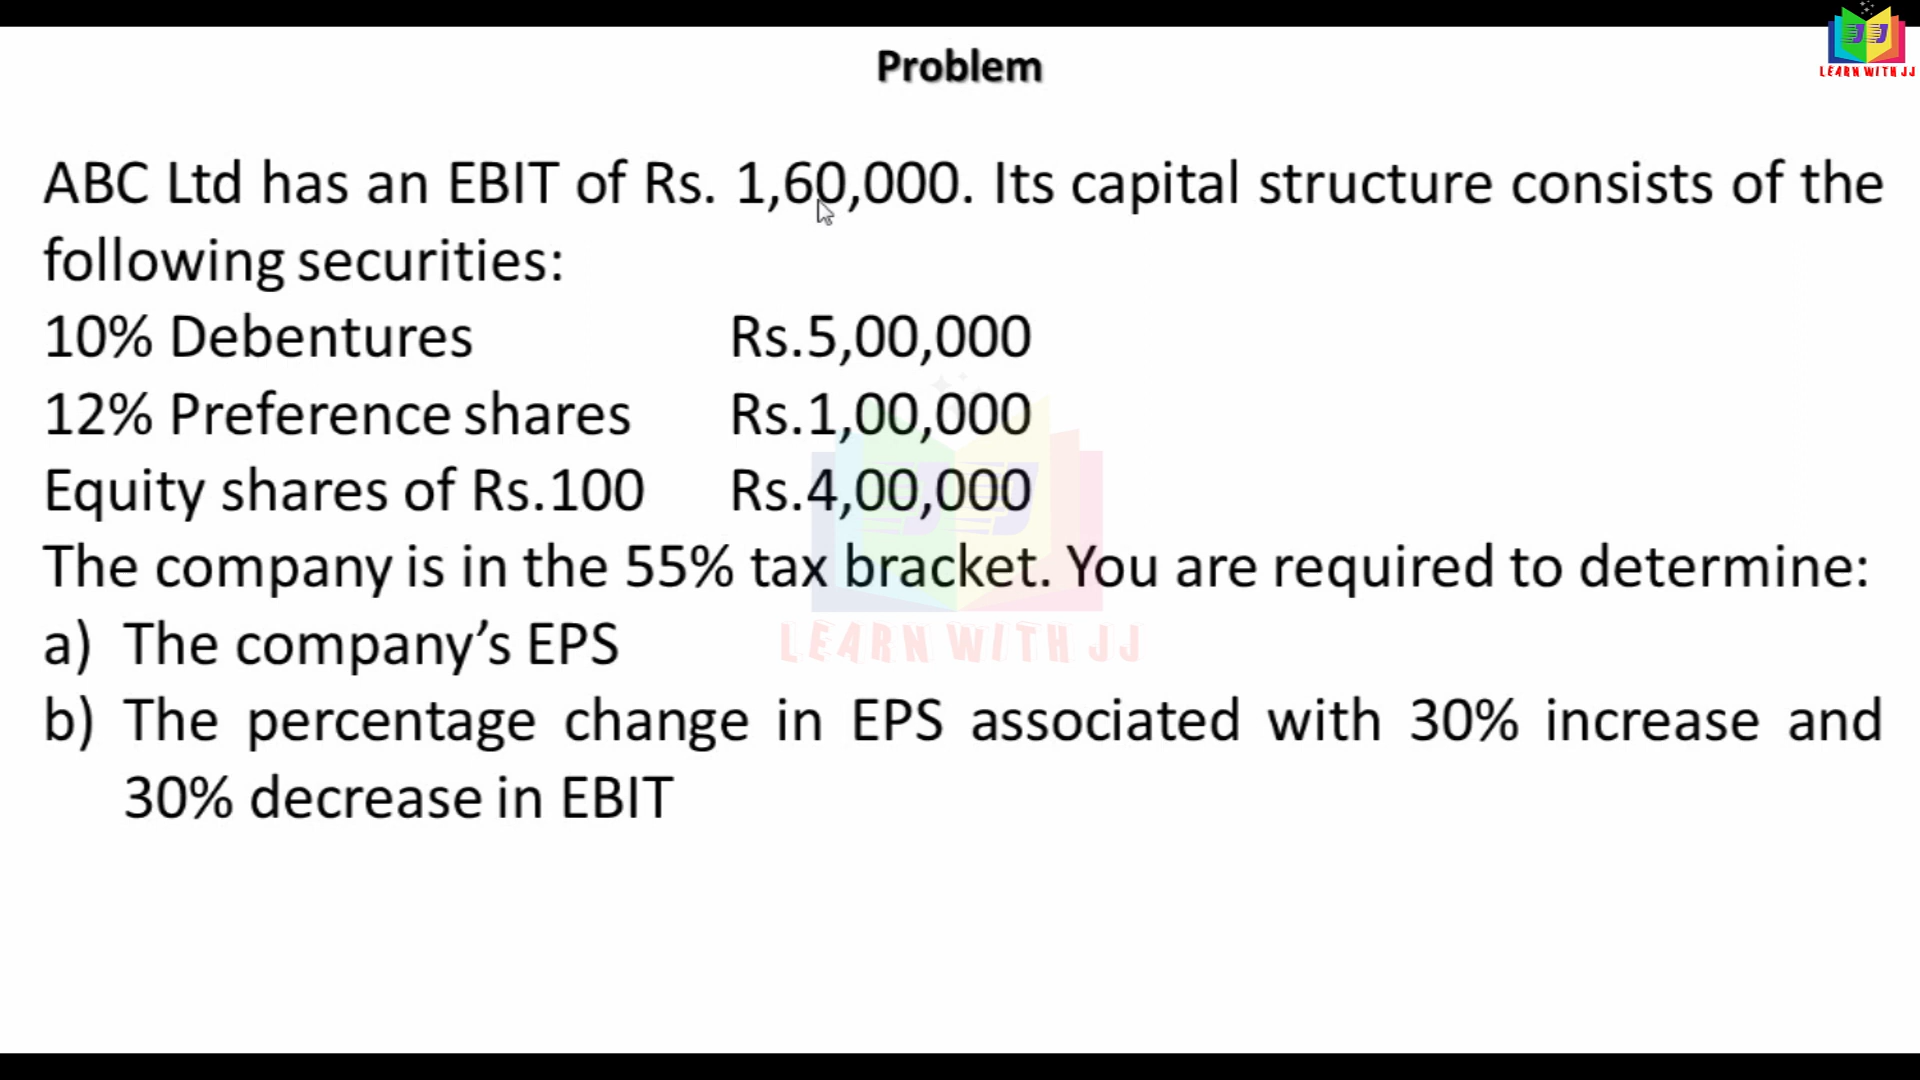 Problem
LEARN WITH JJ
ABC Ltd has an EBIT of Rs. 1,60,000. Its capital structure consists of the
following securities:
10% Debentures Rs.5,00,000
12% Preference shares Rs.1,00,000
Equity shares of Rs.100 Rs.4,00,000
The company is in the 55% tax bracket. You are required to determine:
a) The company’s EPS
LEARN WITH JJ
b) The percentage change in EPS associated with 30% increase and
30% decrease in EBIT